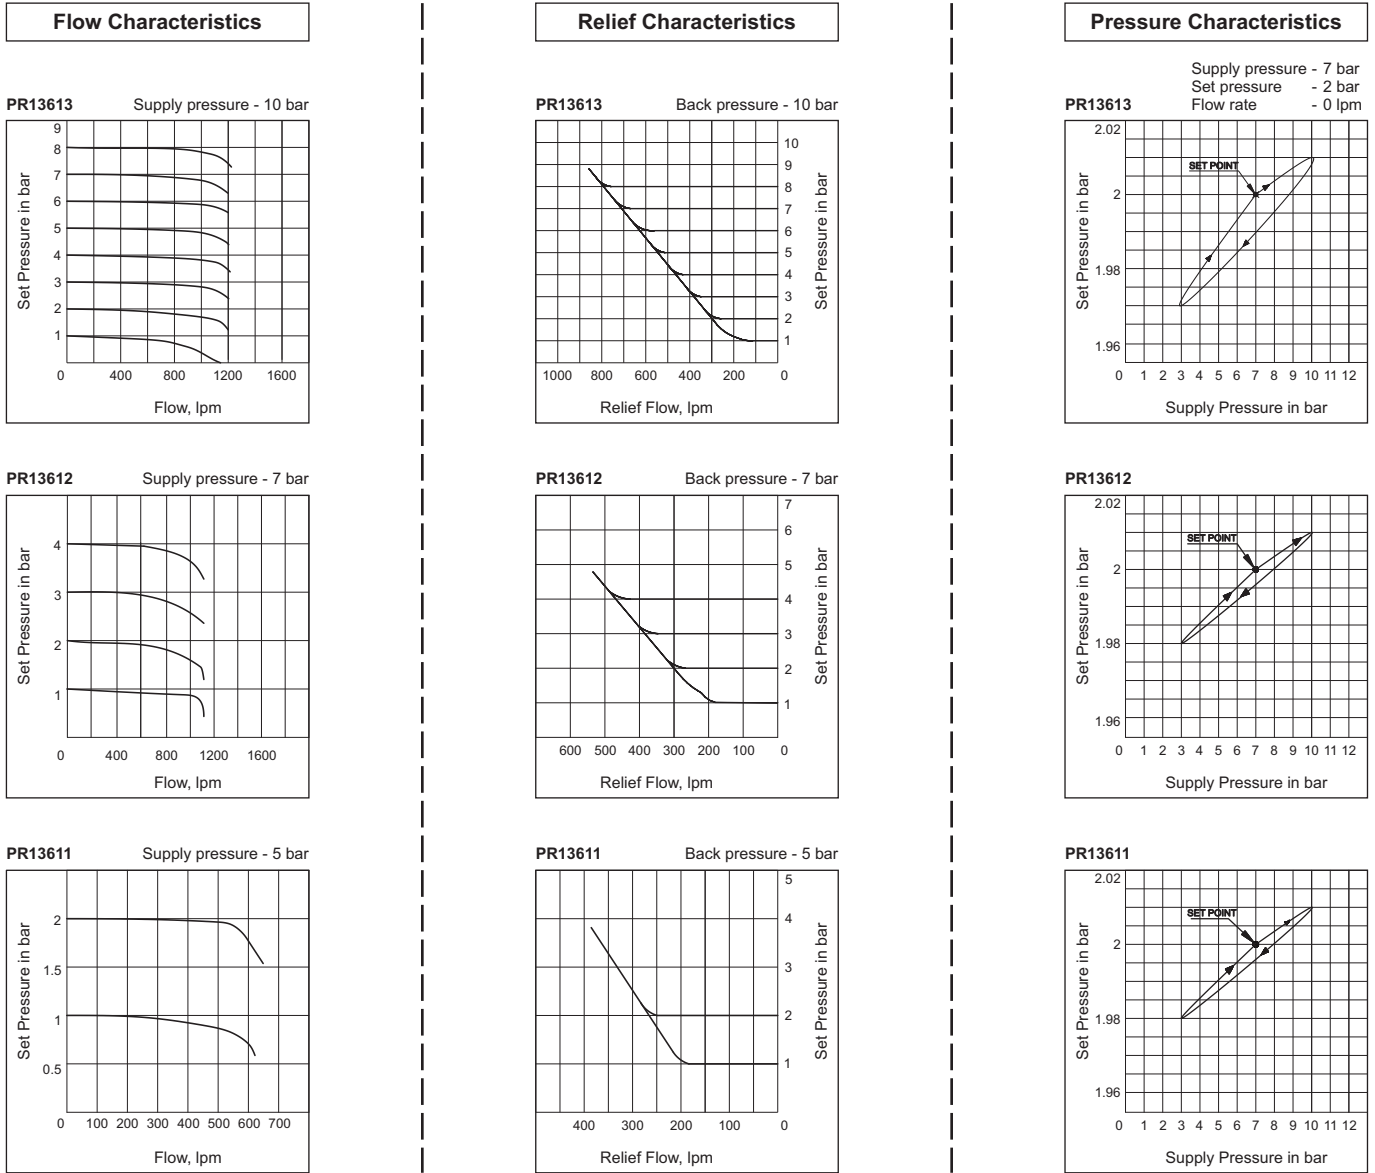 Flow Characteristics
Relief Characteristics
Pressure Characteristics
PR13613 Supply pressure - 10 bar
Set Pressure in bar
9
8
7
6
5
4
3
2
1
0 400 800 1200 1600
Flow, lpm
PR13613 Back pressure - 10 bar
10
9
8
7
6
5
4
3
2
1
Set Pressure in bar
1000 800 600 400 200 0
Relief Flow, lpm
Supply pressure - 7 bar
Set pressure - 2 bar
PR13613 Flow rate - 0 lpm
Set Pressure in bar
2.02
SET POINT
2
1.98
1.96
0 1 2 3 4 5 6 7 8 9 10 11 12
Supply Pressure in bar
PR13612 Supply pressure - 7 bar
Set Pressure in bar
4
3
2
1
0 400 800 1200 1600
Flow, lpm
PR13612 Back pressure - 7 bar
7
6
5
4
3
2
1
Set Pressure in bar
600 500 400 300 200 100 0
Relief Flow, lpm
PR13612
Set Pressure in bar
2.02
SET POINT
2
1.98
1.96
0 1 2 3 4 5 6 7 8 9 10 11 12
Supply Pressure in bar
PR13611 Supply pressure - 5 bar
Set Pressure in bar
2
1.5
1
0.5
0 100 200 300 400 500 600 700
Flow, lpm
PR13611 Back pressure - 5 bar
5
4
3
2
1
Set Pressure in bar
400 300 200 100 0
Relief Flow, lpm
PR13611
Set Pressure in bar
2.02
SET POINT
2
1.98
1.96
0 1 2 3 4 5 6 7 8 9 10 11 12
Supply Pressure in bar